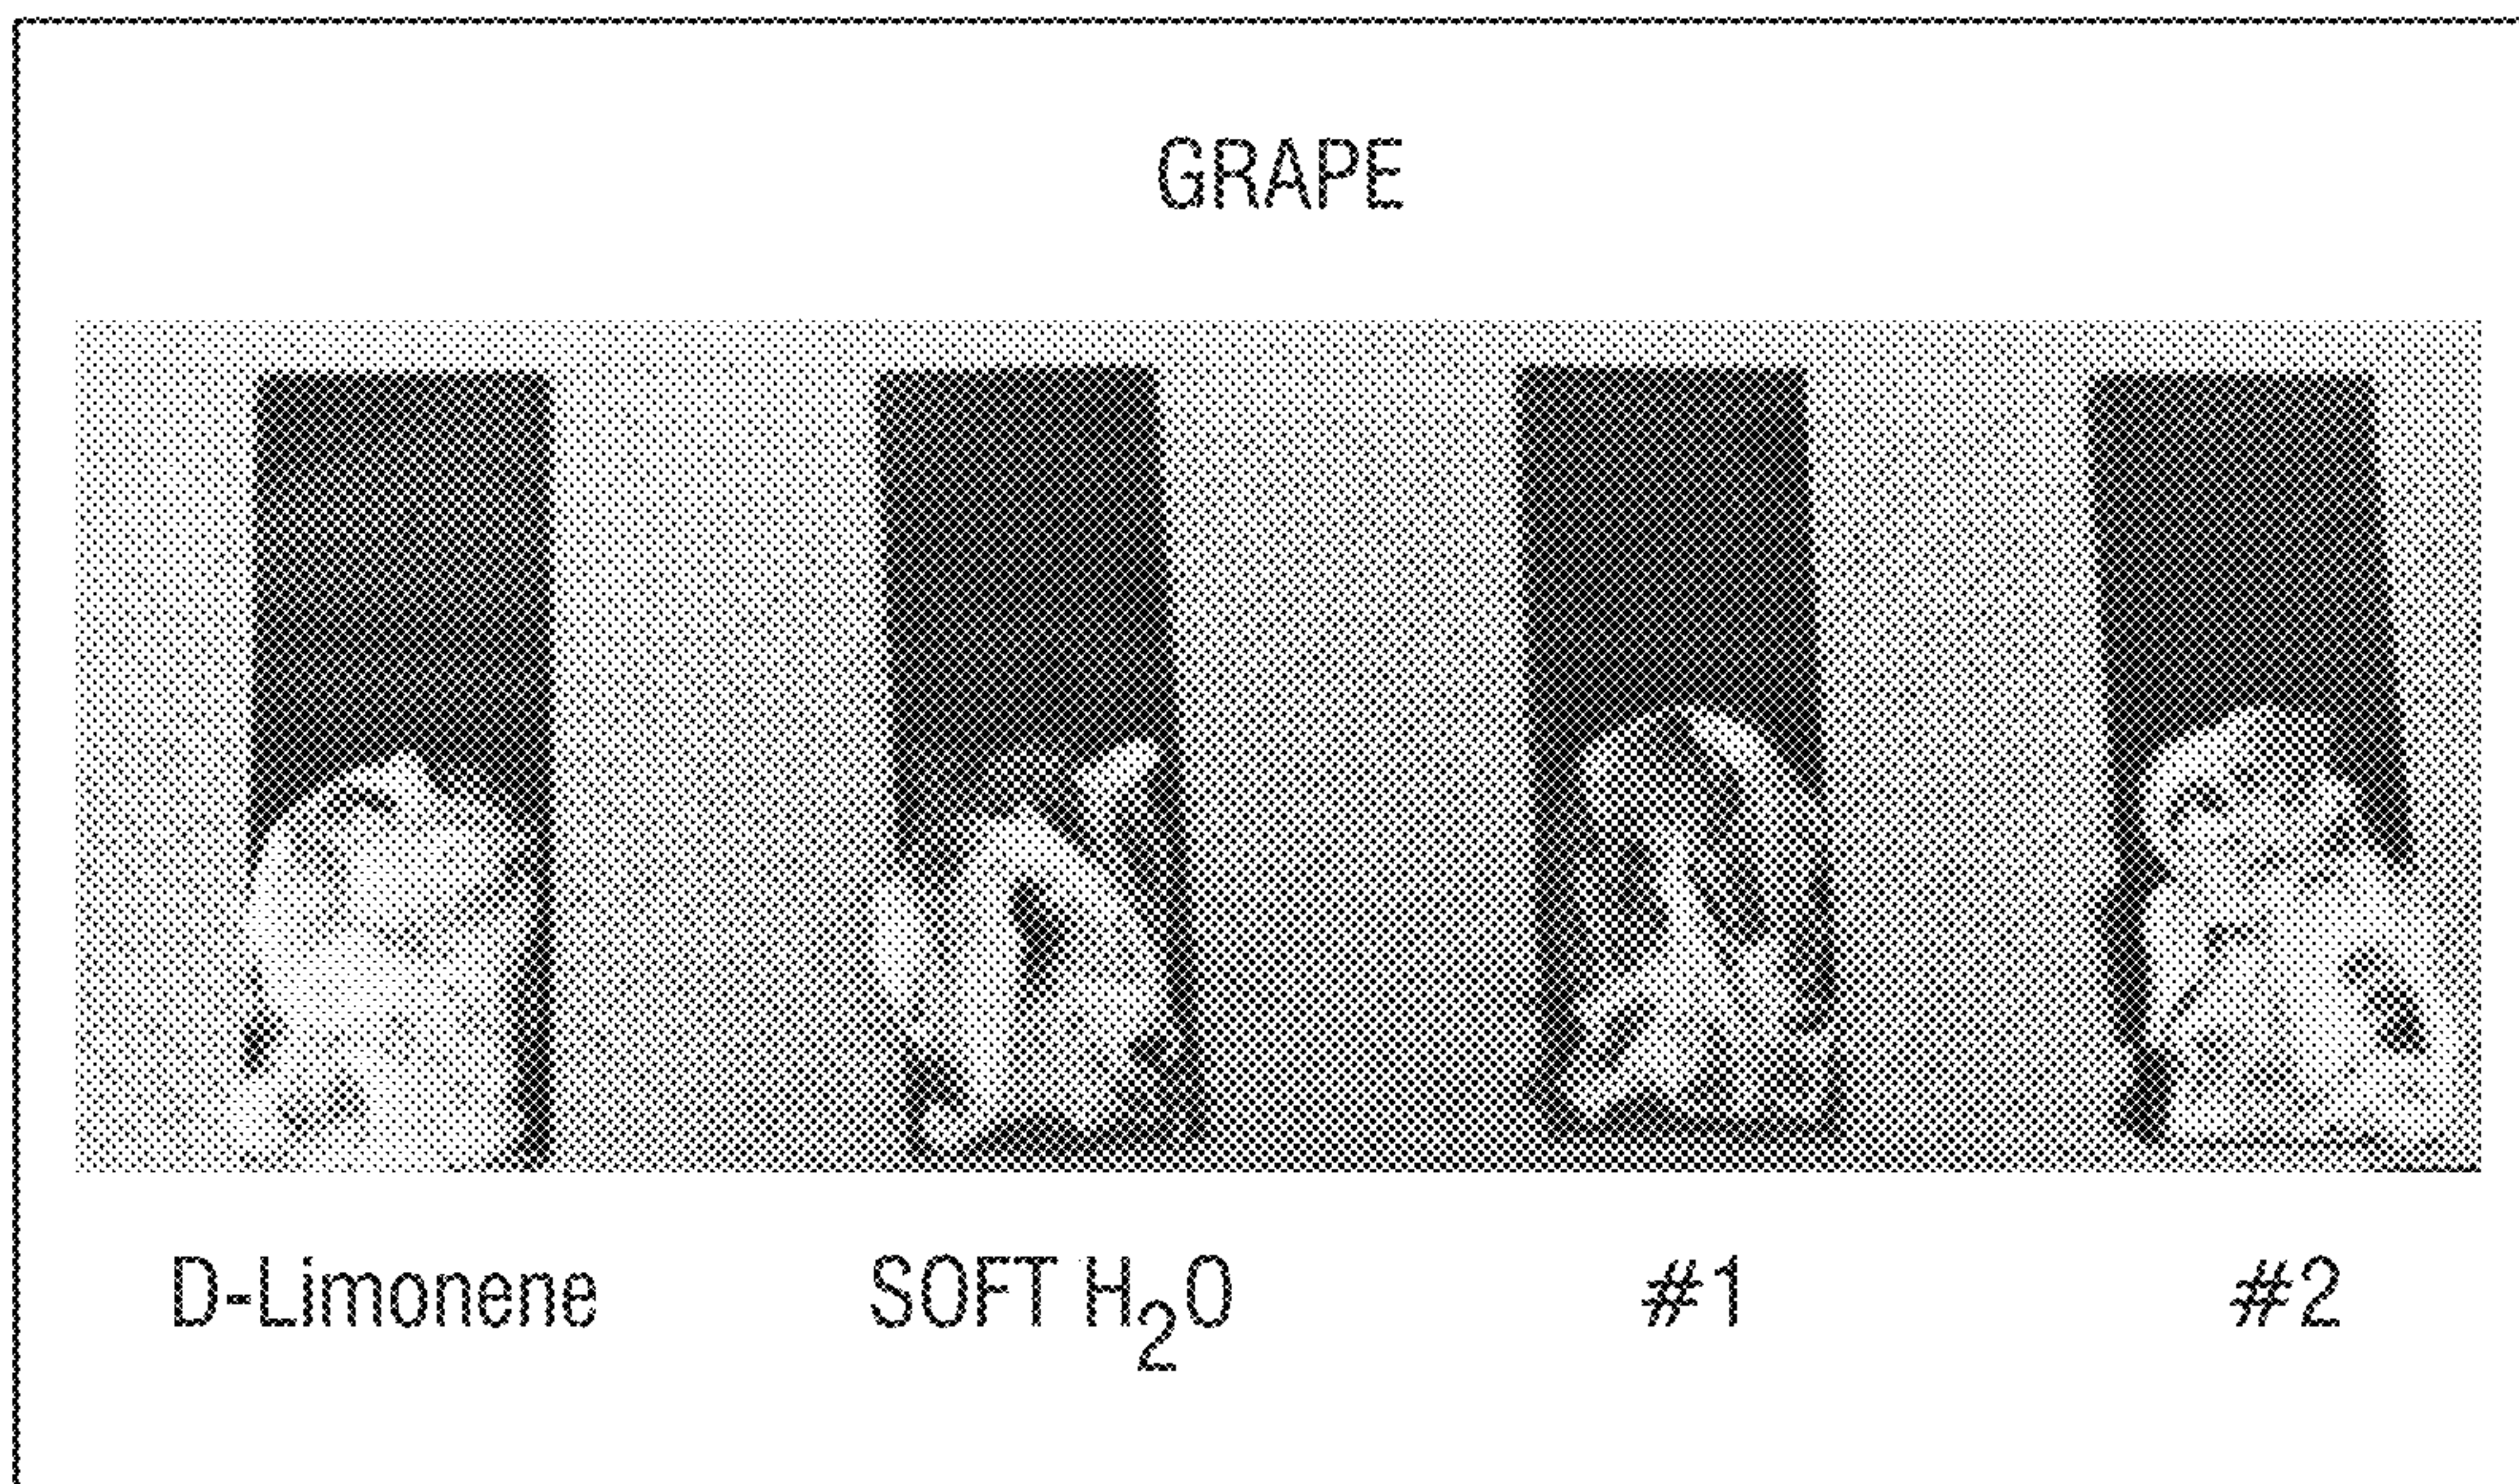 GRAPE
D-Limonene SOFT H₂O #1 #2